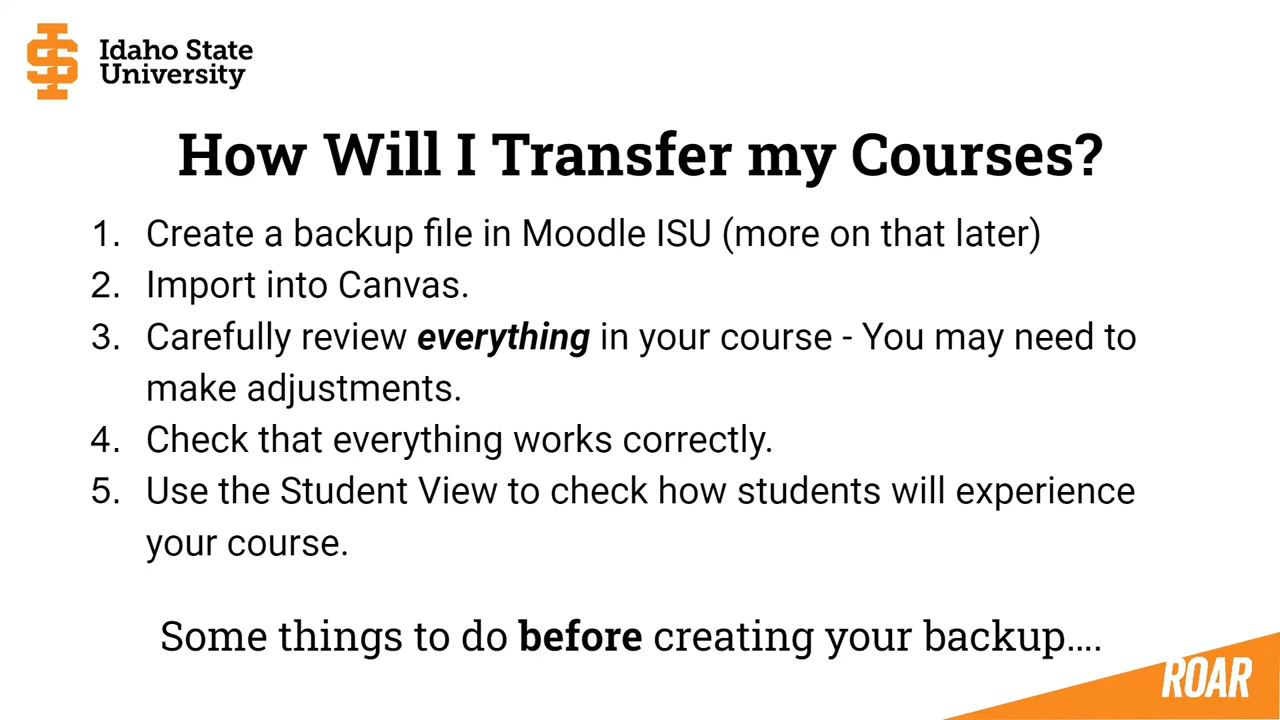 Idaho State
University
How Will I Transfer my Courses?
1. Create a backup file in Moodle ISU (more on that later)
2. Import into Canvas.
3. Carefully review everything in your course - You may need to
make adjustments.
4. Check that everything works correctly.
5. Use the Student View to check how students will experience
your course.
Some things to do before creating your backup....
ROAR